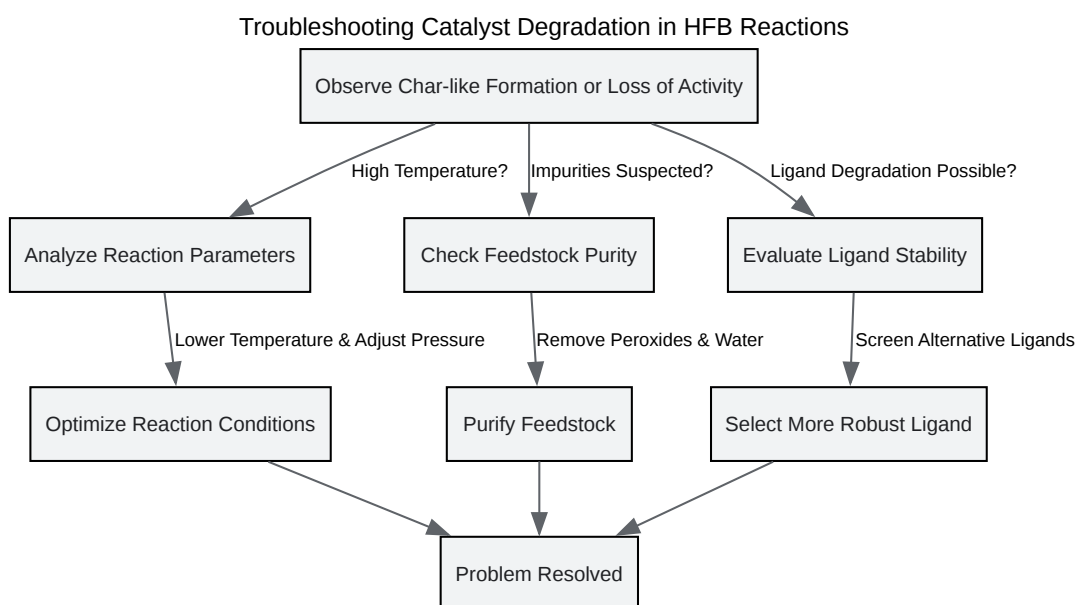 Troubleshooting Catalyst Degradation in HFB Reactions
Observe Char-like Formation or Loss of Activity
High Temperature?
Impurities Suspected?
Ligand Degradation Possible?
Analyze Reaction Parameters
Check Feedstock Purity
Evaluate Ligand Stability
Lower Temperature & Adjust Pressure
Remove Peroxides & Water
Screen Alternative Ligands
Optimize Reaction Conditions
Purify Feedstock
Select More Robust Ligand
Problem Resolved